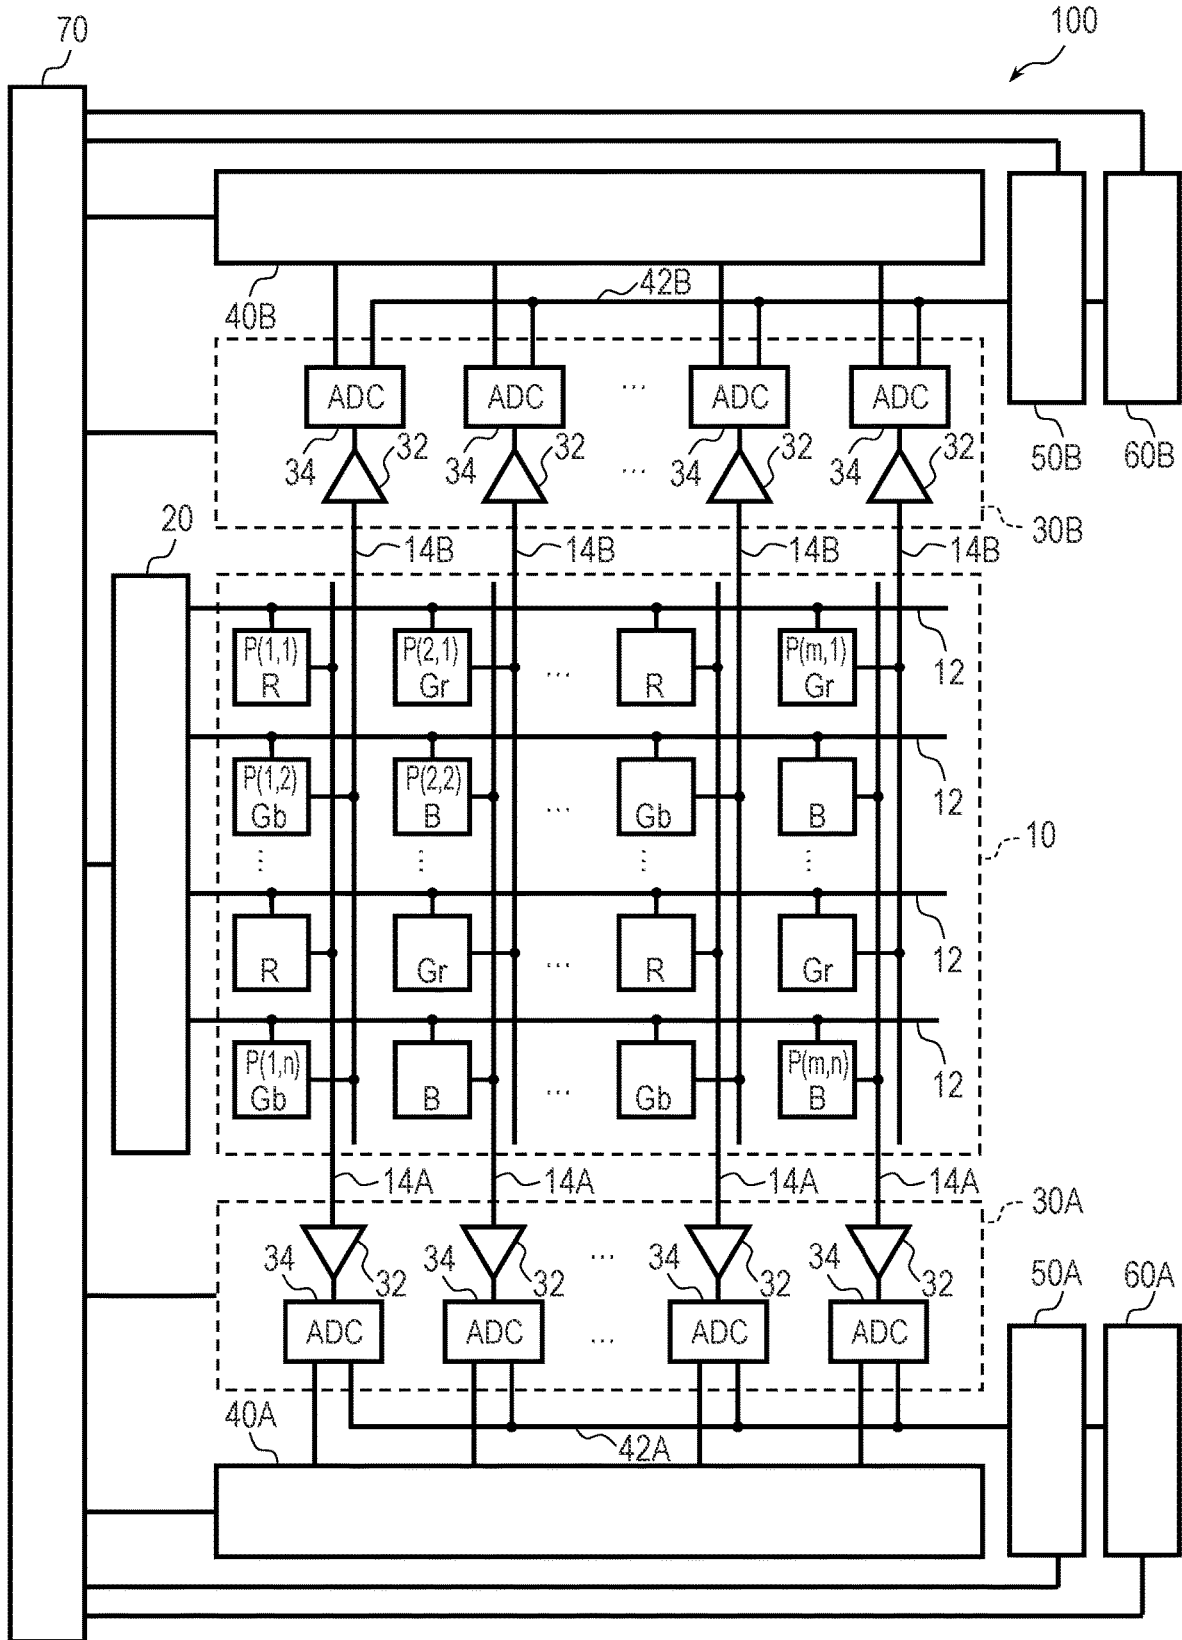 70
100
42B
40B
ADC ADC ... ADC ADC
50B
60B
34 32 34 32 ... 34 32 34 32
30B
20
14B 14B 14B 14B
P(1,1) P(2,1) P(m,1)
R Gr ... R Gr
12
P(1,2) P(2,2)
Gb B ... Gb B
12
10
R Gr ... R Gr
12
P(1,n) P(m,n)
Gb B ... Gb B
12
14A 14A 14A 14A
30A
34 32 34 32 ... 34 32 34 32
50A
60A
ADC ADC ... ADC ADC
40A
42A